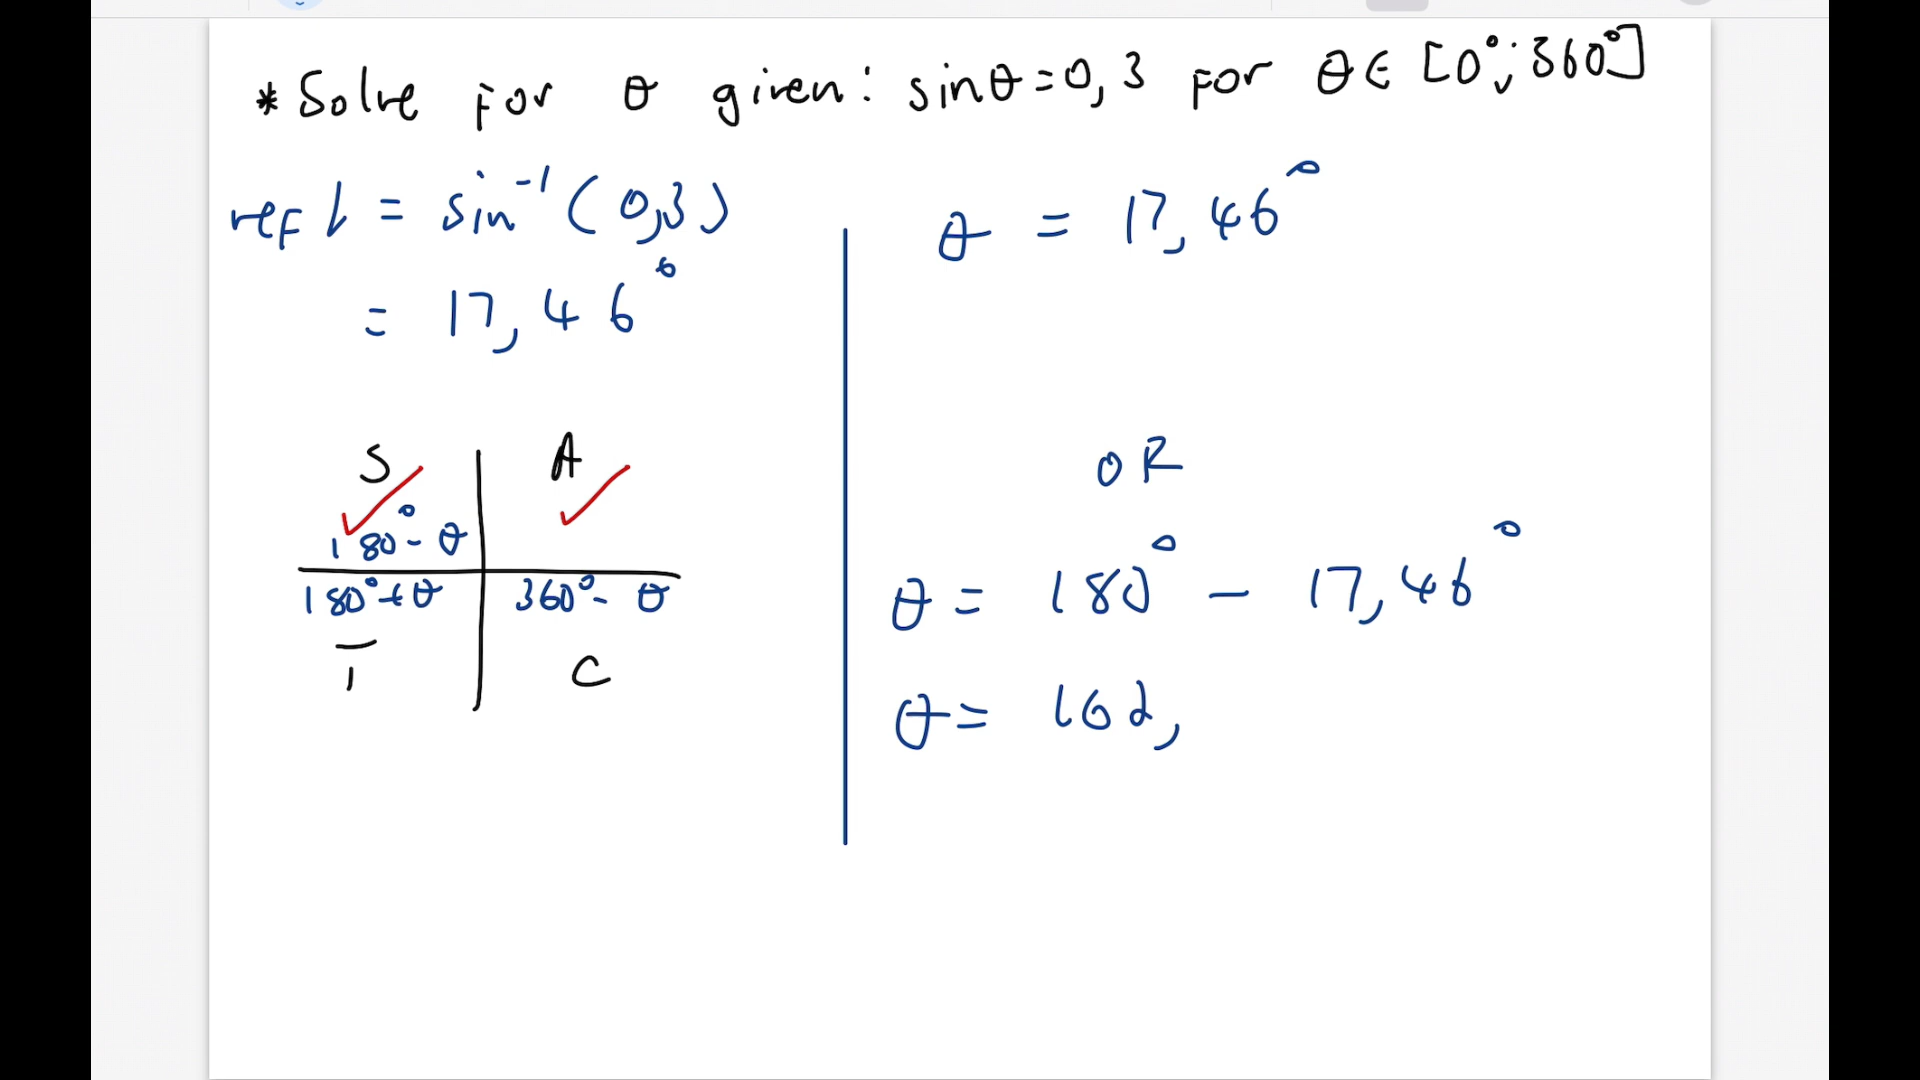 * Solve for θ given: sinθ = 0,3 for θ ∈ [0°; 360°]
ref ∠ = sin⁻¹ (0,3)
= 17,46°
S A
180° - θ
180° + θ 360° - θ
T C
θ = 17,46°
OR
θ = 180° - 17,46°
θ = 162,